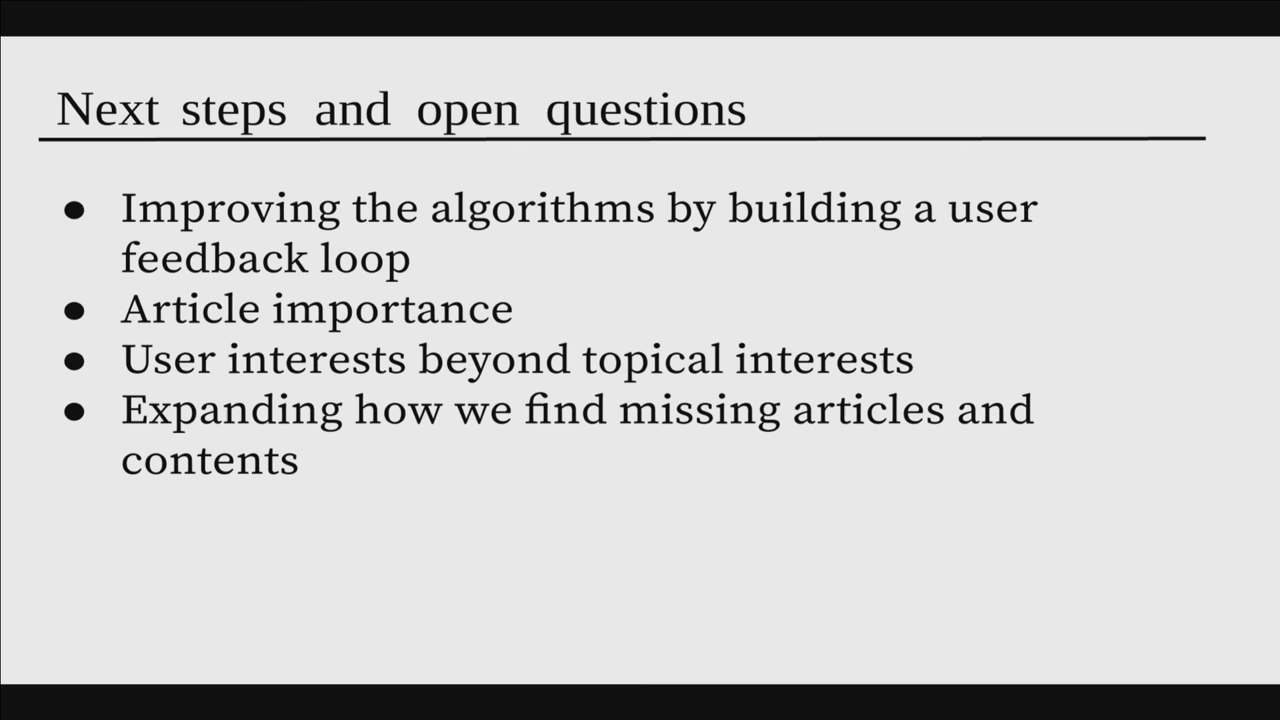 Next steps and open questions
● Improving the algorithms by building a user
feedback loop
● Article importance
● User interests beyond topical interests
● Expanding how we find missing articles and
contents